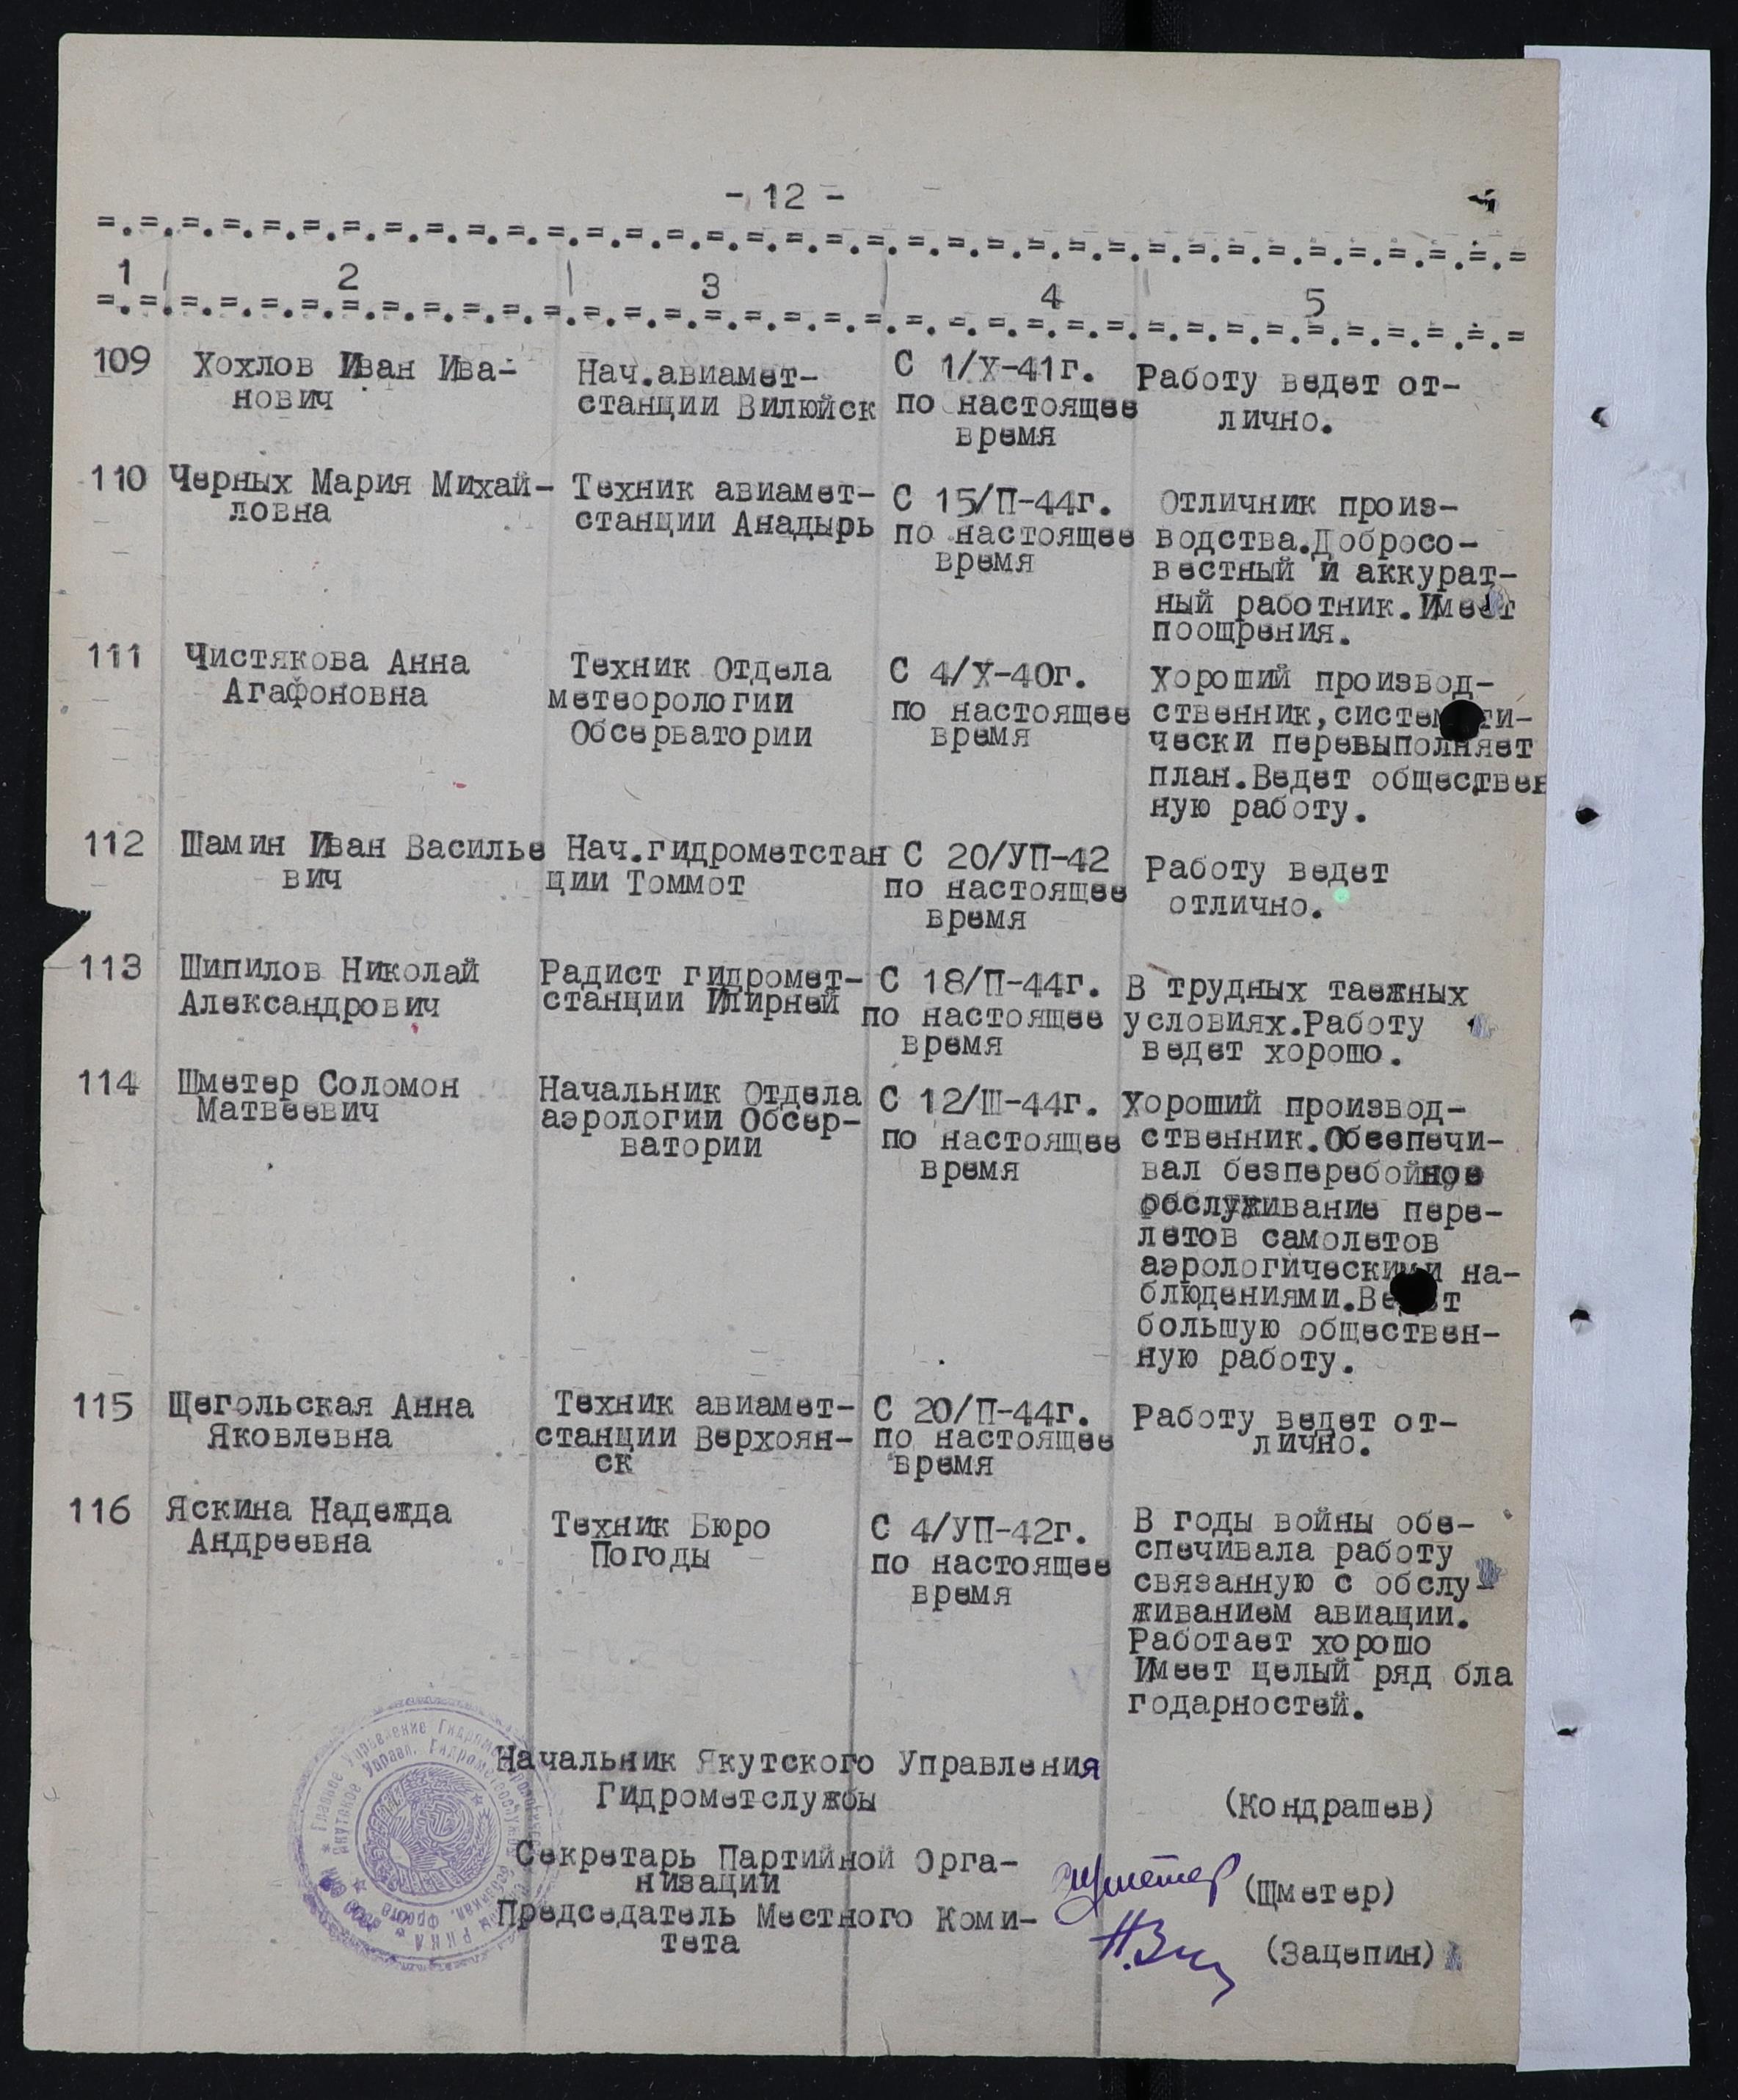 - 12 -
=.=.=.=.=.=.=.=.=.=.=.=.=.=.=.=.=.=.=.=.=.=.=.=.=.=.=.=.=.=.=.=.=.=.=.=
1 2 3 4 5
=.=.=.=.=.=.=.=.=.=.=.=.=.=.=.=.=.=.=.=.=.=.=.=.=.=.=.=.=.=.=.=.=.=.=.=
109 Хохлов Иван Ива-
нович
Нач.авиамет-
станции Вилюйск
С 1/X-41г.
по настоящее
время
Работу ведет от-
лично.
110 Черных Мария Михай-
ловна
Техник авиамет-
станции Анадырь
С 15/П-44г.
по настоящее
время
Отличник произ-
водства.Добросо-
вестный и аккурат-
ный работник.Имеет
поощрения.
111 Чистякова Анна
Агафоновна
Техник Отдела
метеорологии
Обсерватории
С 4/X-40г.
по настоящее
время
Хороший производ-
ственник,системати-
чески перевыполняет
план.Ведет обществен
ную работу.
112 Шамин Иван Василье
вич
Нач.гидрометстан
ции Томмот
С 20/УП-42
по настоящее
время
Работу ведет
отлично.
113 Шипилов Николай
Александрович
Радист гидромет-
станции Илирней
С 18/П-44г.
по настоящее
время
В трудных таежных
условиях.Работу
ведет хорошо.
114 Шметер Соломон
Матвеевич
Начальник Отдела
аэрологии Обсер-
ватории
С 12/Ш-44г.
по настоящее
время
Хороший производ-
ственник.Обеспечи-
вал безперебойное
обслуживание пере-
летов самолетов
аэрологическими на-
блюдениями.Ведет
большую обществен-
ную работу.
115 Щегольская Анна
Яковлевна
Техник авиамет-
станции Верхоян-
ск
С 20/П-44г.
по настоящее
время
Работу ведет от-
лично.
116 Яскина Надежда
Андреевна
Техник Бюро
Погоды
С 4/УП-42г.
по настоящее
время
В годы войны обе-
спечивала работу
связанную с обслу-
живанием авиации.
Работает хорошо
Имеет целый ряд бла
годарностей.
Начальник Якутского Управления
Гидрометслужбы
(Кондрашев)
Секретарь Партийной Орга-
низации
Шметер (Шметер)
Председатель Местного Коми-
тета
(Зацепин)